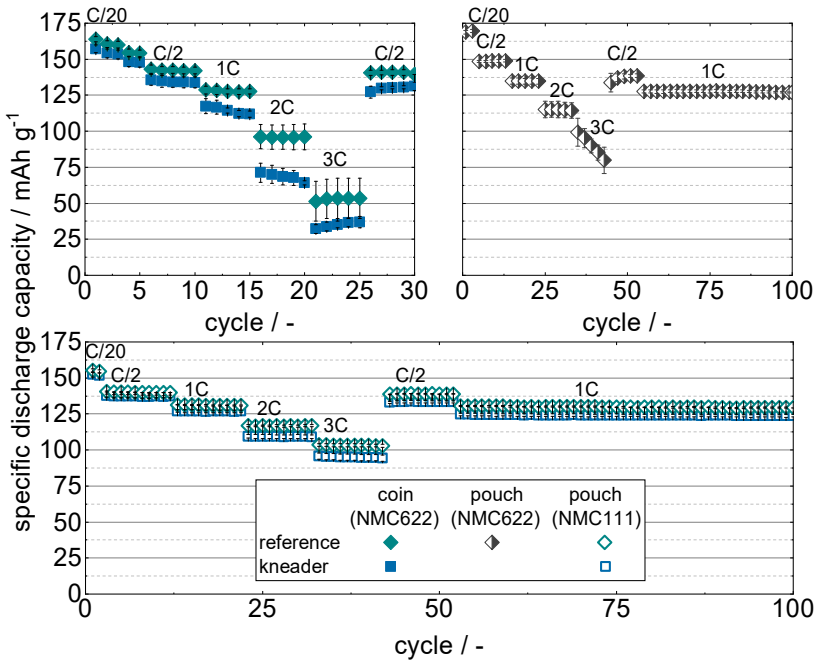 specific discharge capacity / mAh g⁻¹
175
150
125
100
75
50
25
0
C/20
C/2
1C
2C
3C
C/2
0 5 10 15 20 25 30
cycle / -
C/20
C/2
1C
2C
3C
C/2
1C
0 25 50 75 100
cycle / -
175
150
125
100
75
50
25
0
C/20
C/2
1C
2C
3C
C/2
1C
coin pouch pouch
(NMC622) (NMC622) (NMC111)
reference
kneader
0 25 50 75 100
cycle / -